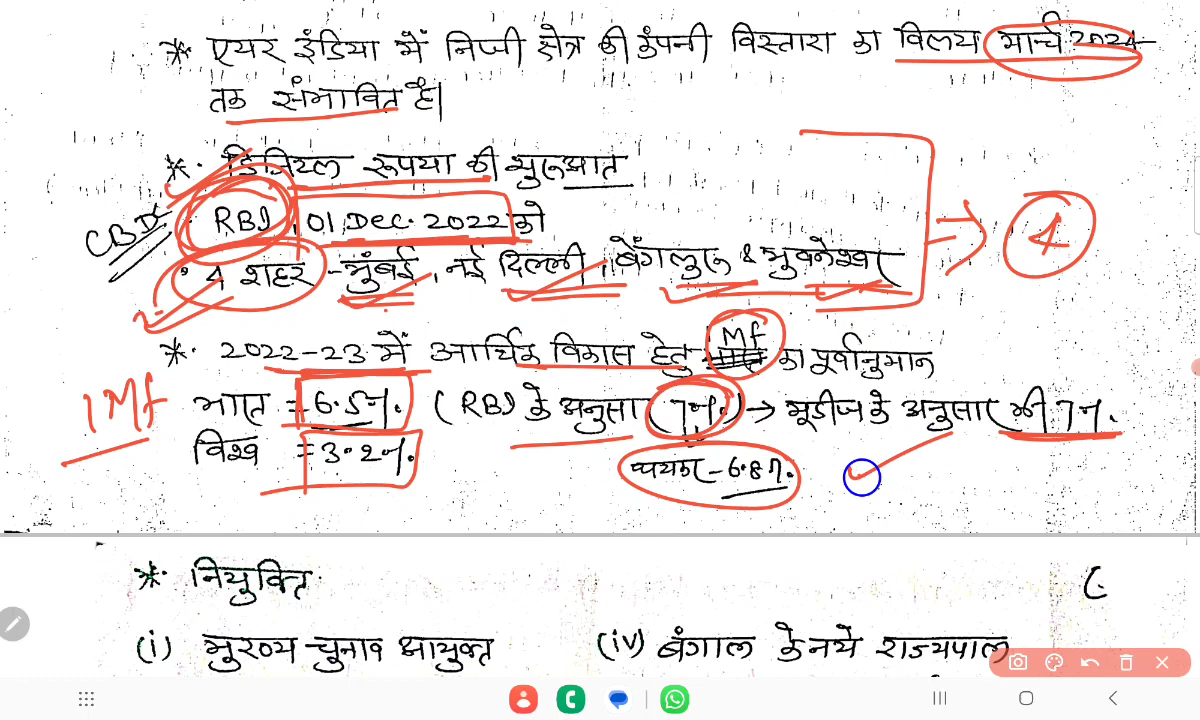 * एयर इंडिया में निजी क्षेत्र की कंपनी विस्तारा का विलय मार्च 2024
तक संभावित है।
* डिजिटल रूपया की शुरुआत
CBDC RBI 01 Dec. 2022 को
4 शहर - मुंबई, नई दिल्ली, बेंगलुरु & भुवनेश्वर
4
* 2022-23 में आर्थिक विकास हेतु IMF का पूर्वानुमान
IMF भारत = 6.5%. (RBI के अनुसार 7%.) → मूडीज के अनुसार भी 7%.
विश्व = 3.2%.
6.8%.
* नियुक्ति
(i) मुख्य चुनाव आयुक्त
(iv) बंगाल के नये राज्यपाल